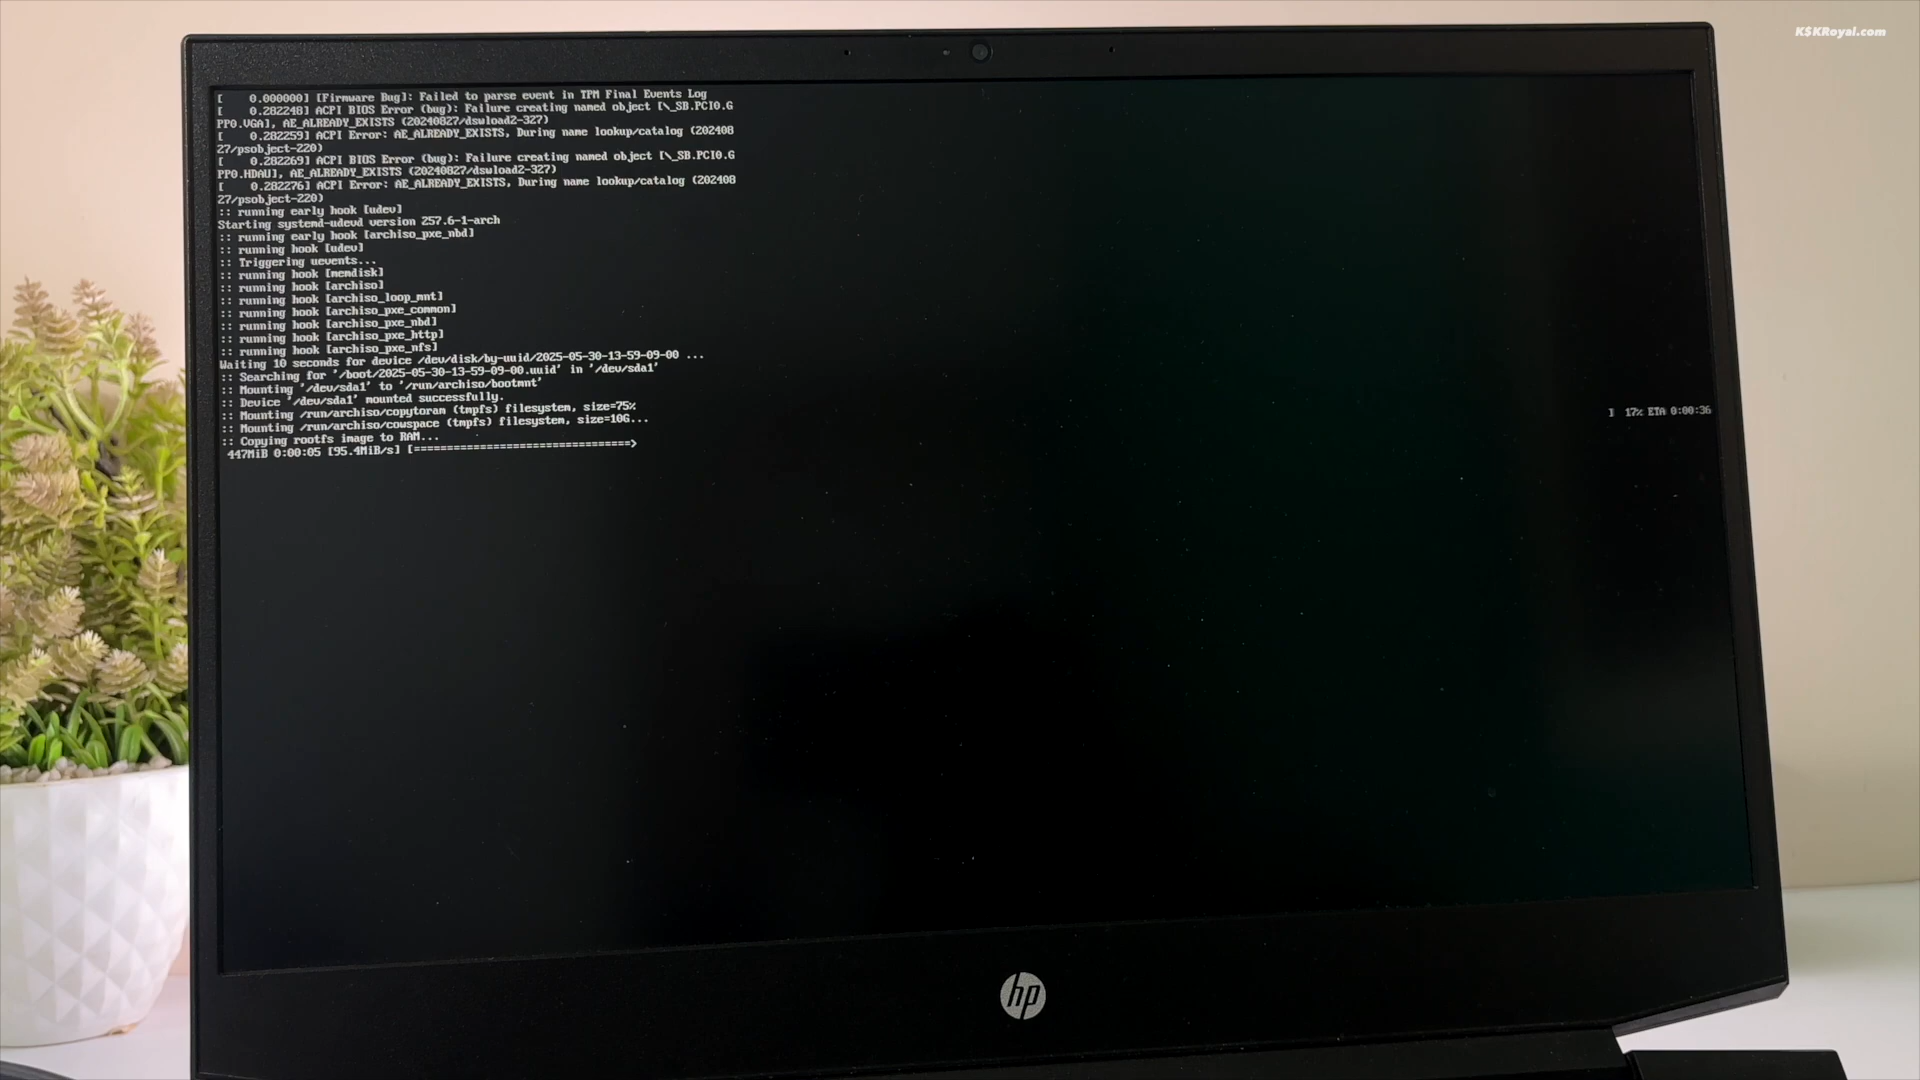 K$KRoyal.com
[    0.000000] [Firmware Bug]: Failed to parse event in TPM Final Events Log
[    0.282248] ACPI BIOS Error (bug): Failure creating named object [\_SB.PCI0.G
PP0.VGA], AE_ALREADY_EXISTS (20240827/dswload2-327)
[    0.282259] ACPI Error: AE_ALREADY_EXISTS, During name lookup/catalog (202408
27/psobject-220)
[    0.282269] ACPI BIOS Error (bug): Failure creating named object [\_SB.PCI0.G
PP0.HDAU], AE_ALREADY_EXISTS (20240827/dswload2-327)
[    0.282276] ACPI Error: AE_ALREADY_EXISTS, During name lookup/catalog (202408
27/psobject-220)
:: running early hook [udev]
Starting systemd-udevd version 257.6-1-arch
:: running early hook [archiso_pxe_nbd]
:: running hook [udev]
:: Triggering uevents...
:: running hook [memdisk]
:: running hook [archiso]
:: running hook [archiso_loop_mnt]
:: running hook [archiso_pxe_common]
:: running hook [archiso_pxe_nbd]
:: running hook [archiso_pxe_http]
:: running hook [archiso_pxe_nfs]
Waiting 10 seconds for device /dev/disk/by-uuid/2025-05-30-13-59-09-00 ...
:: Searching for '/boot/2025-05-30-13-59-09-00.uuid' in '/dev/sda1'
:: Mounting '/dev/sda1' to '/run/archiso/bootmnt'
:: Device '/dev/sda1' mounted successfully.
:: Mounting /run/archiso/copytoram (tmpfs) filesystem, size=75%
:: Mounting /run/archiso/cowspace (tmpfs) filesystem, size=10G...
:: Copying rootfs image to RAM...
447MiB 0:00:05 [95.4MiB/s] [=================================> ] 17% ETA 0:00:36
hp